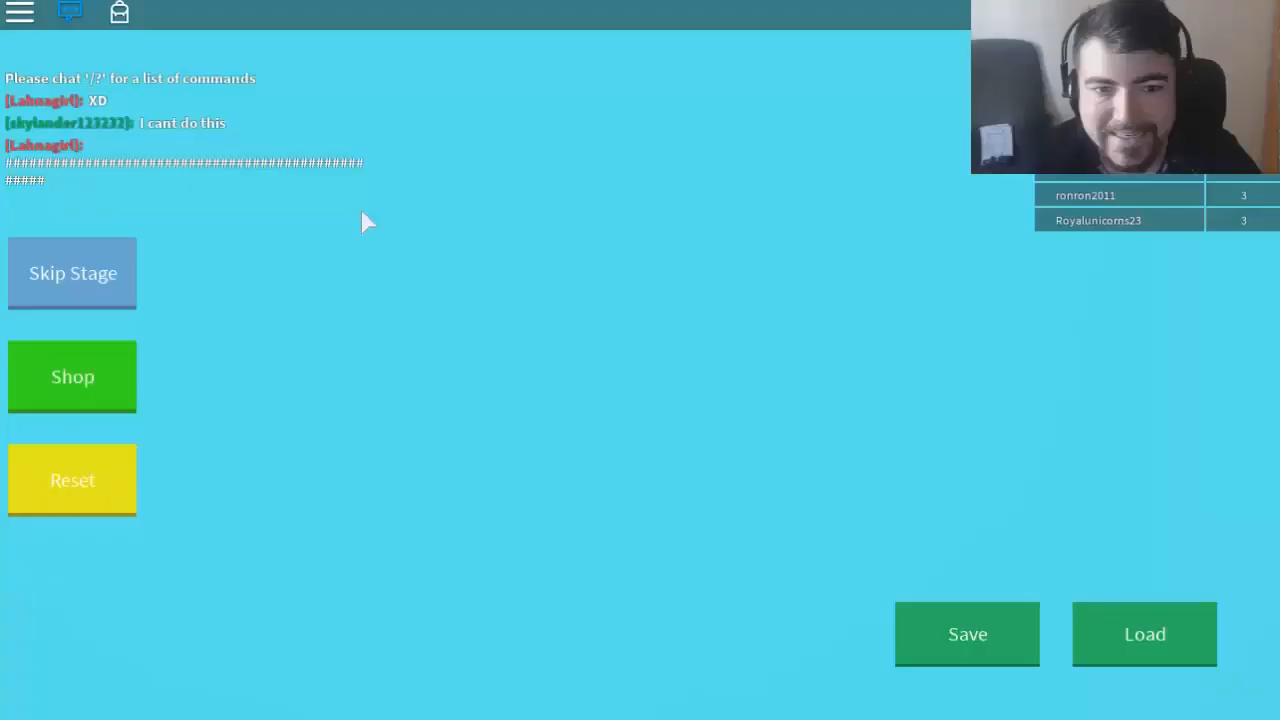 Please chat '/?' for a list of commands
[Lahnagirl]: XD
[skylander123232]: I cant do this
[Lahnagirl]:
#############################################
#####
ronron2011 3
Royalunicorns23 3
Skip Stage
Shop
Reset
Save Load